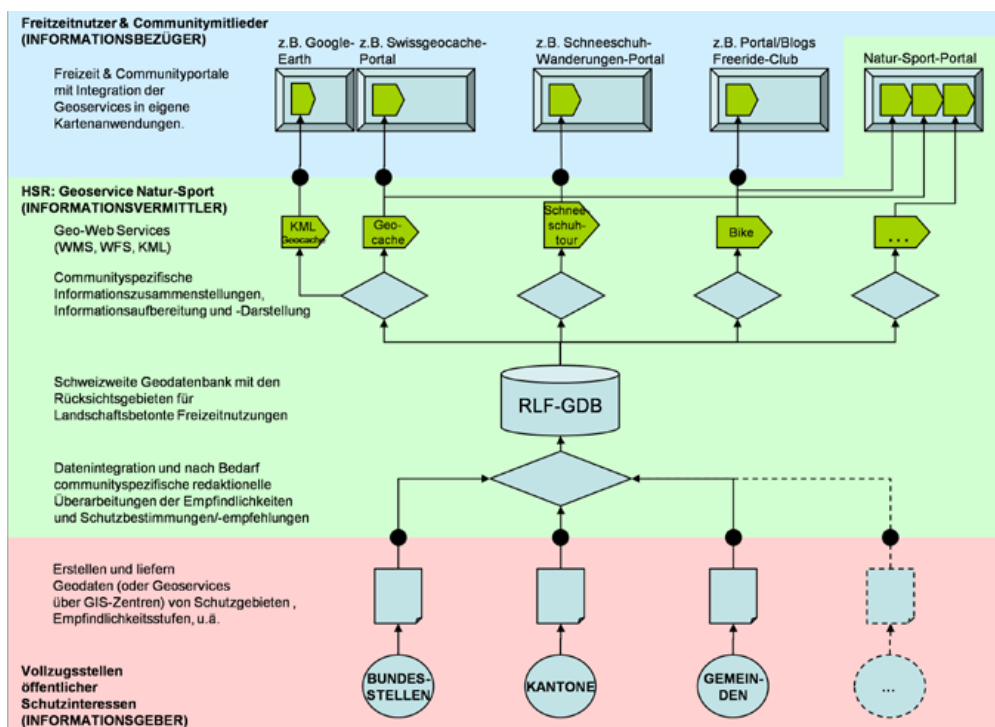 Freitzeitnutzer & Communitymitlieder
(INFORMATIONSBEZÜGER)
z.B. Google-
Earth
z.B. Swissgeocache-
Portal
z.B. Schneeschuh-
Wanderungen-Portal
z.B. Portal/Blogs
Freeride-Club
Natur-Sport-Portal
Freizeit & Communityportale
mit Integration der
Geoservices in eigene
Kartenanwendungen.
HSR: Geoservice Natur-Sport
(INFORMATIONSVERMITTLER)
Geo-Web Services
(WMS, WFS, KML)
KML
Geocache
Geo-
cache
Schnee-
schuh-
tour
Bike
...
Communityspezifische
Informationszusammenstellungen,
Informationsaufbereitung und -Darstellung
Schweizweite Geodatenbank mit den
Rücksichtsgebieten für
Landschaftsbetonte Freizeitnutzungen
RLF-GDB
Datenintegration und nach Bedarf
communityspezifische redaktionelle
Überarbeitungen der Empfindlichkeiten
und Schutzbestimmungen/-empfehlungen
Erstellen und liefern
Geodaten (oder Geoservices
über GIS-Zentren) von Schutzgebieten ,
Empfindlichkeitsstufen, u.ä.
Vollzugsstellen
öffentlicher
Schutzinteressen
(INFORMATIONSGEBER)
BUNDES-
STELLEN
KANTONE
GEMEIN-
DEN
...